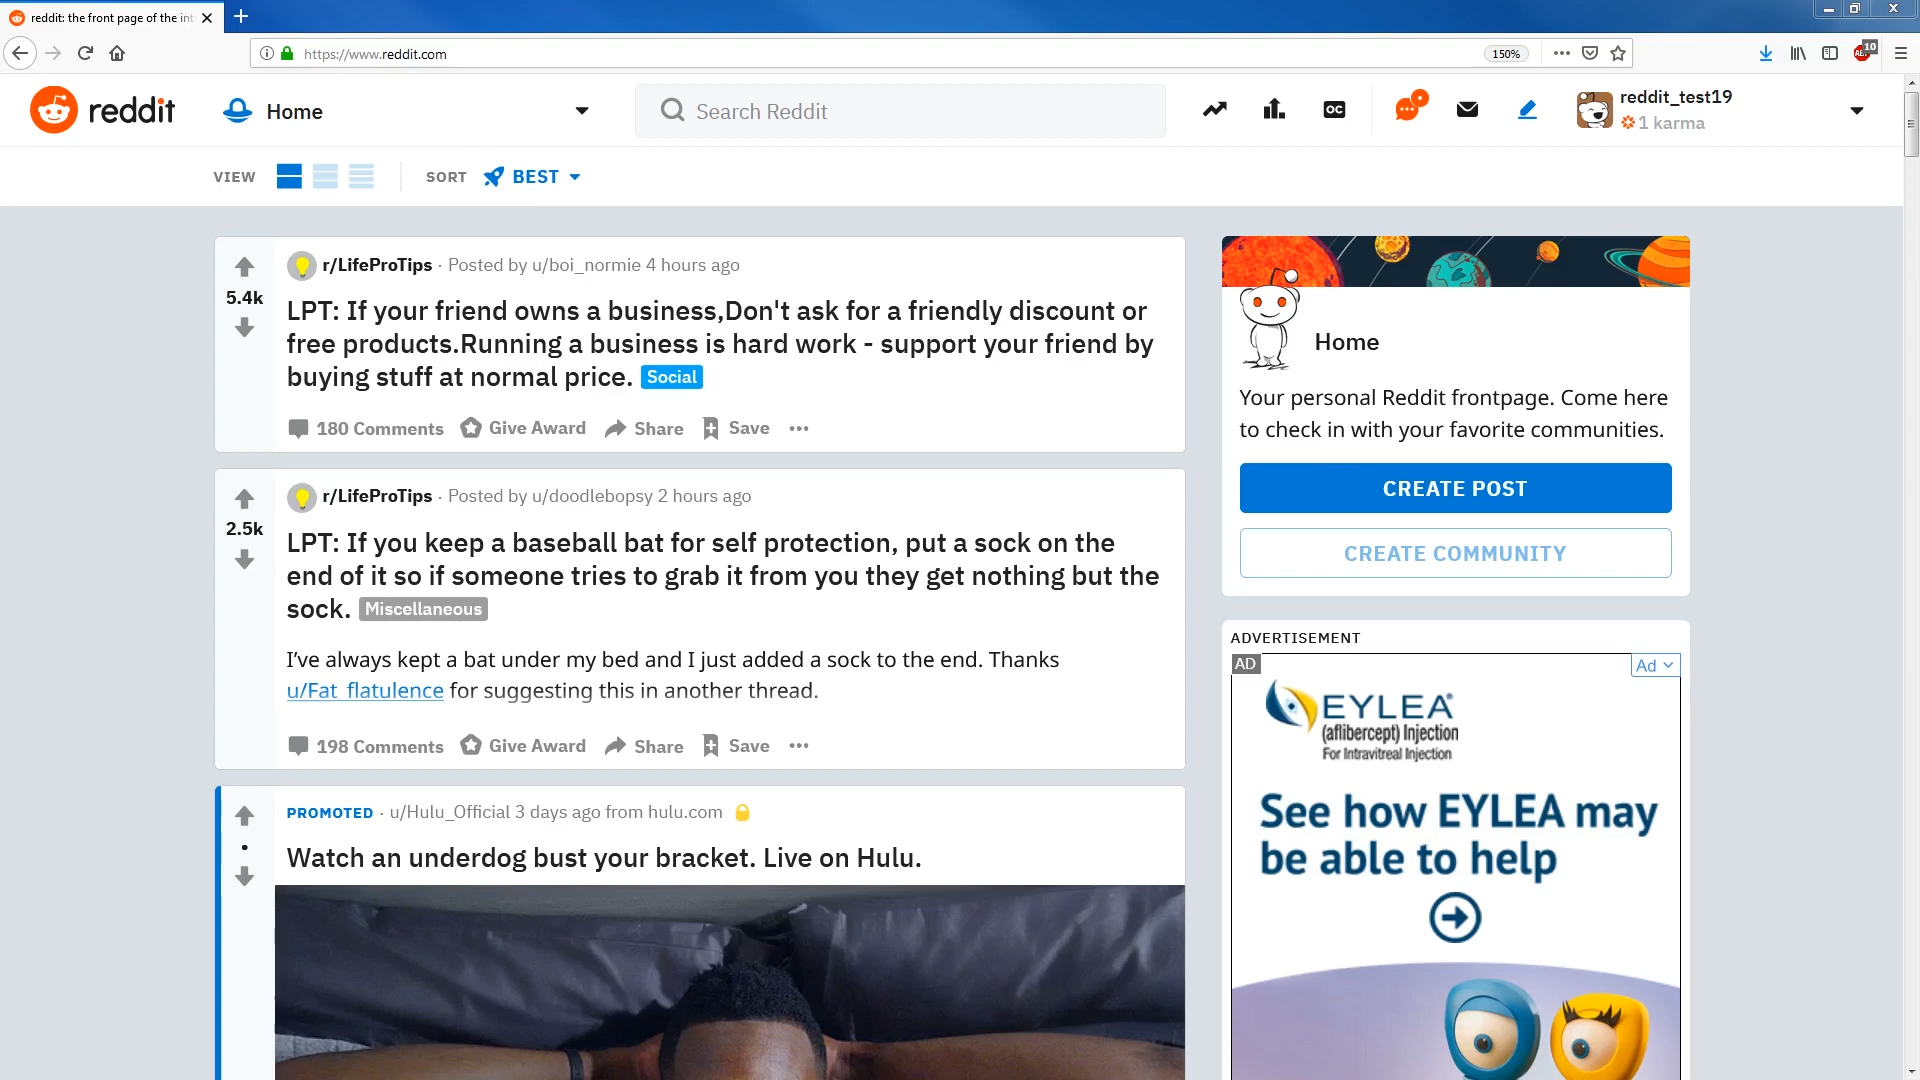 reddit: the front page of the int
https://www.reddit.com
150%
10
reddit
Home
Search Reddit
OC
reddit_test19
1 karma
VIEW
SORT
BEST
5.4k
r/LifeProTips · Posted by u/boi_normie 4 hours ago
LPT: If your friend owns a business,Don't ask for a friendly discount or
free products.Running a business is hard work - support your friend by
buying stuff at normal price. Social
180 Comments
Give Award
Share
Save
2.5k
r/LifeProTips · Posted by u/doodlebopsy 2 hours ago
LPT: If you keep a baseball bat for self protection, put a sock on the
end of it so if someone tries to grab it from you they get nothing but the
sock. Miscellaneous
I've always kept a bat under my bed and I just added a sock to the end. Thanks
u/Fat_flatulence for suggesting this in another thread.
198 Comments
Give Award
Share
Save
PROMOTED · u/Hulu_Official 3 days ago from hulu.com
Watch an underdog bust your bracket. Live on Hulu.
Home
Your personal Reddit frontpage. Come here
to check in with your favorite communities.
CREATE POST
CREATE COMMUNITY
ADVERTISEMENT
AD
Ad
EYLEA
(aflibercept) Injection
For Intravitreal Injection
See how EYLEA may
be able to help